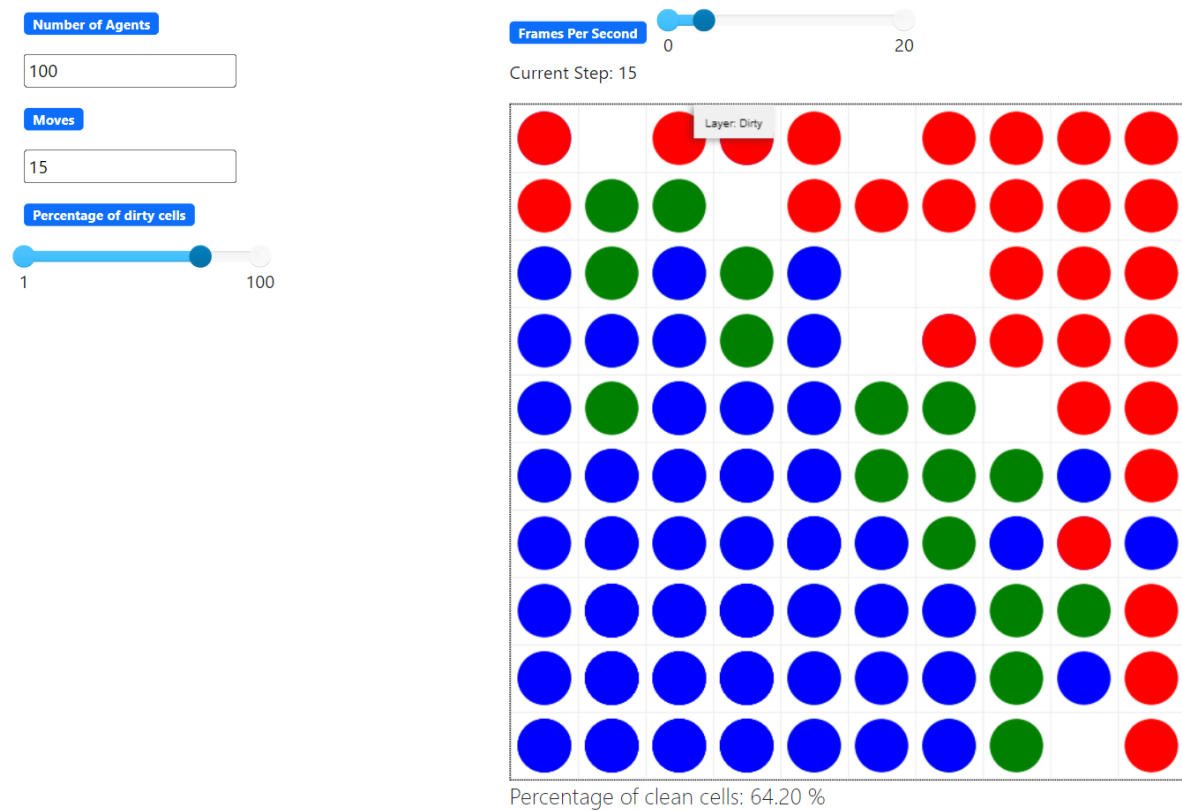 Number of Agents
100
Moves
15
Percentage of dirty cells
1 100
Frames Per Second
0 20
Current Step: 15
Layer: Dirty
Percentage of clean cells: 64.20 %